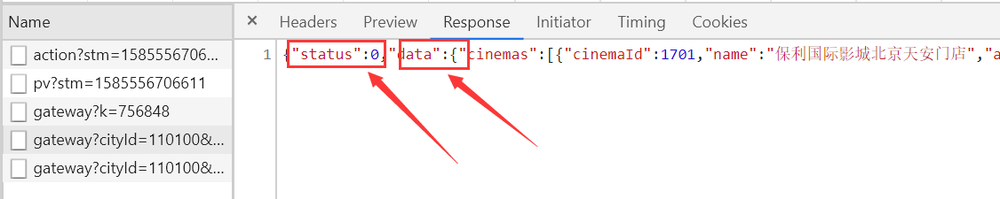 Name
× Headers Preview Response Initiator Timing Cookies
action?stm=1585556706...
pv?stm=1585556706611
gateway?k=756848
gateway?cityId=110100&...
gateway?cityId=110100&...
1 {"status":0,"data":{"cinemas":[{"cinemaId":1701,"name":"保利国际影城北京天安门店","a